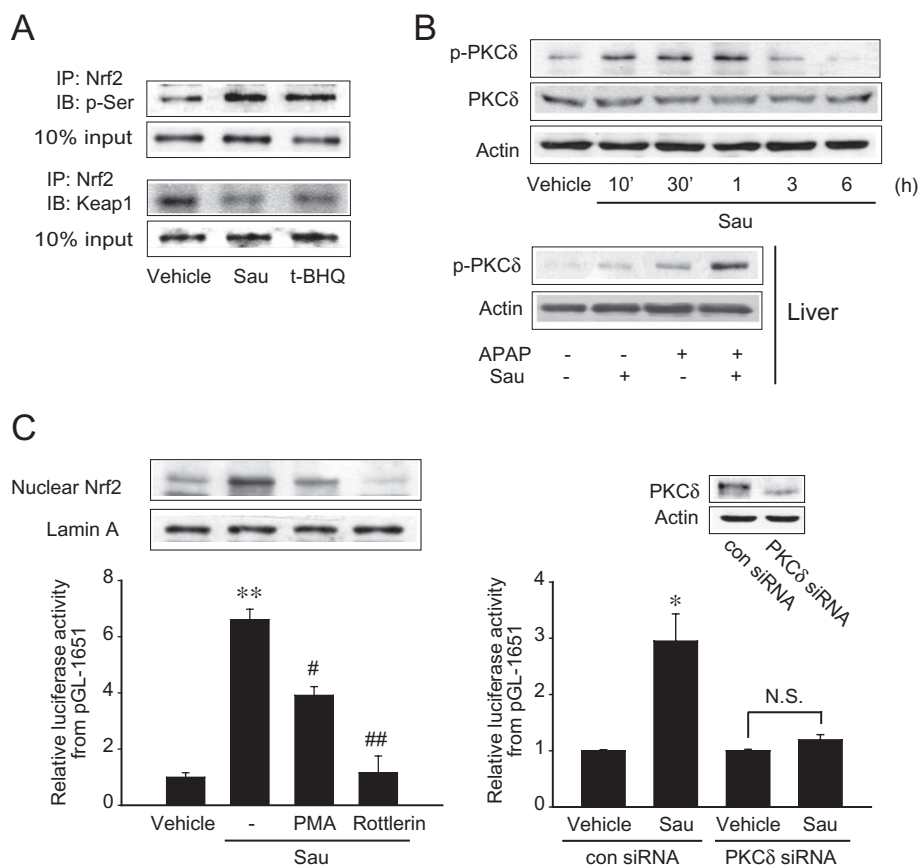 A
IP: Nrf2
IB: p-Ser
10% input
IP: Nrf2
IB: Keap1
10% input
Vehicle Sau t-BHQ
B
p-PKCδ
PKCδ
Actin
Vehicle 10' 30' 1 3 6 (h)
Sau
p-PKCδ
Actin
Liver
APAP - - + +
Sau - + - +
C
Nuclear Nrf2
Lamin A
Relative luciferase activity
from pGL-1651
8
6
4
2
0
**
#
##
Vehicle - PMA Rottlerin
Sau
PKCδ
Actin
con siRNA
PKCδ siRNA
Relative luciferase activity
from pGL-1651
4
3
2
1
0
*
N.S.
Vehicle Sau Vehicle Sau
con siRNA PKCδ siRNA